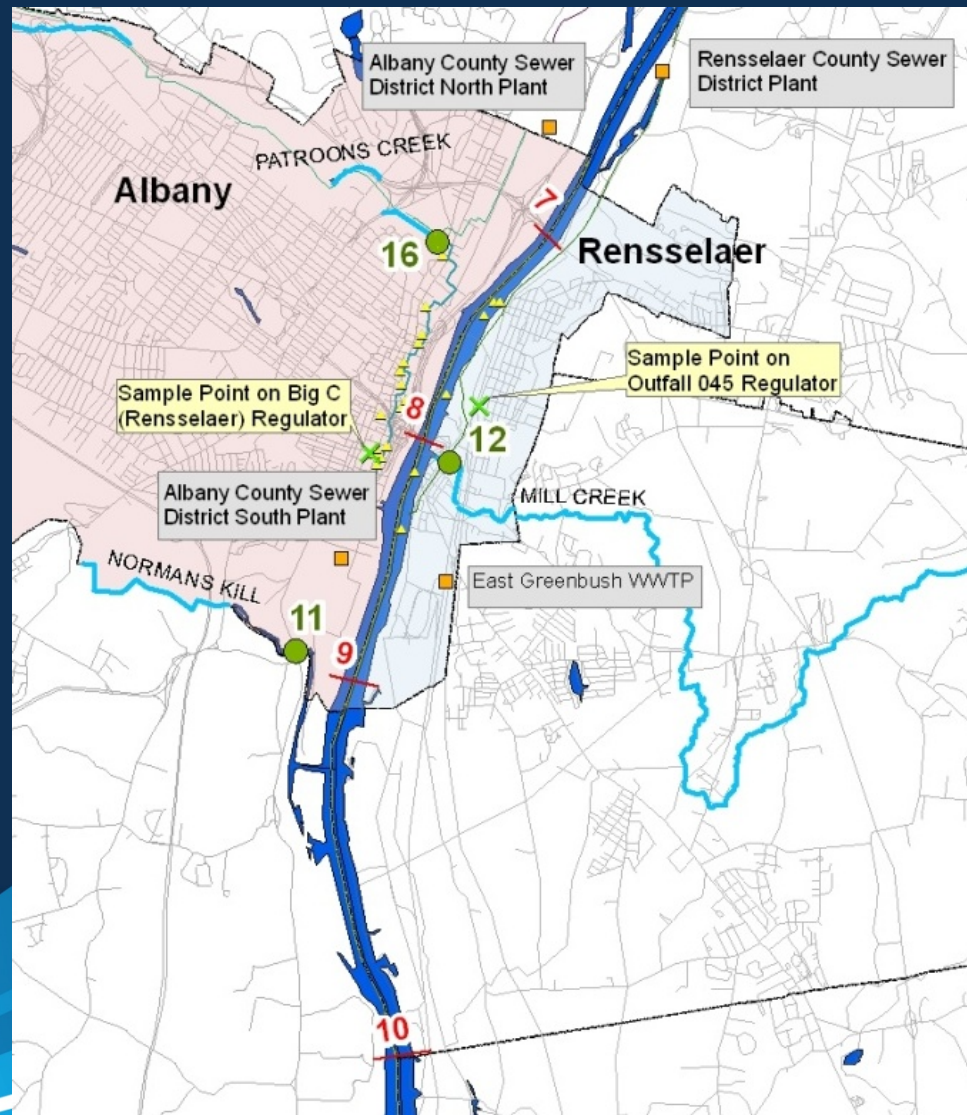 Albany County Sewer
District North Plant
Rensselaer County Sewer
District Plant
PATROONS CREEK
Albany
7
16
Rensselaer
Sample Point on
Outfall 045 Regulator
Sample Point on Big C
(Rensselaer) Regulator
8
12
Albany County Sewer
District South Plant
MILL CREEK
NORMANS KILL
East Greenbush WWTP
11
9
10